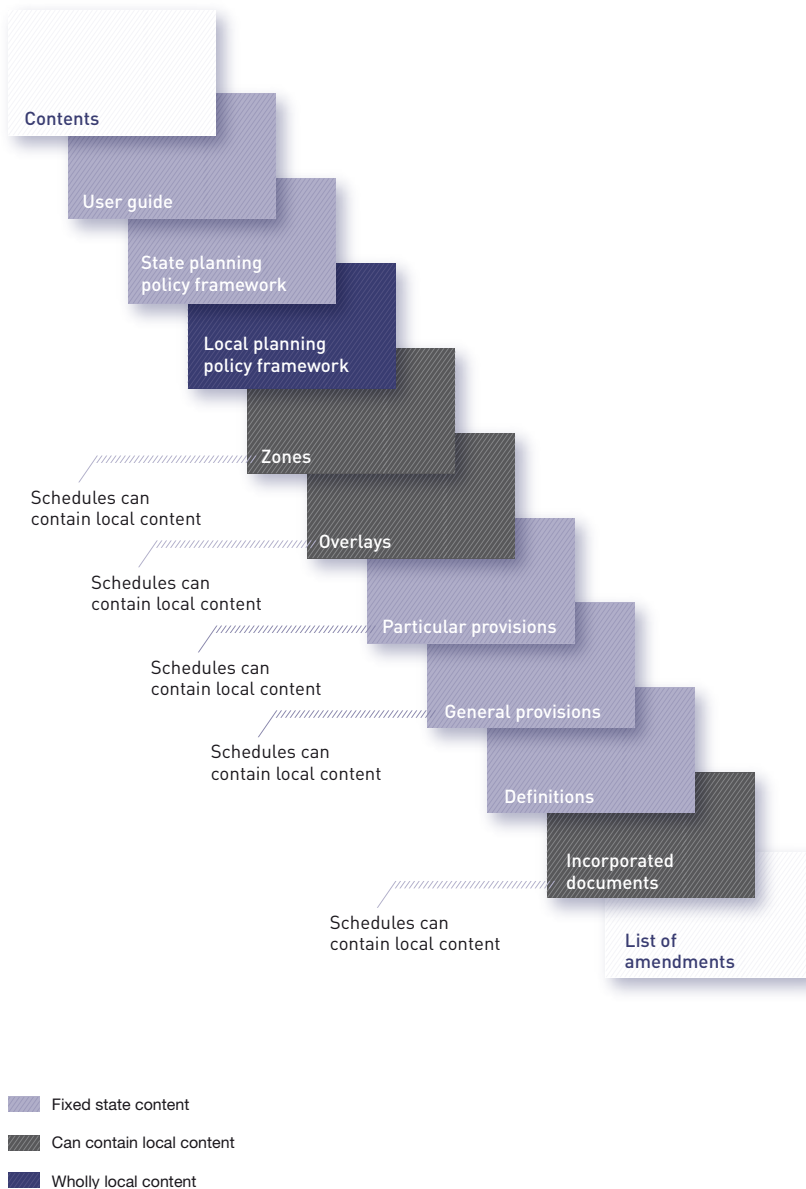 Contents
User guide
State planning
policy framework
Local planning
policy framework
Zones
Schedules can
contain local content
Overlays
Schedules can
contain local content
Particular provisions
Schedules can
contain local content
General provisions
Schedules can
contain local content
Definitions
Incorporated
documents
Schedules can
contain local content
List of
amendments
Fixed state content
Can contain local content
Wholly local content